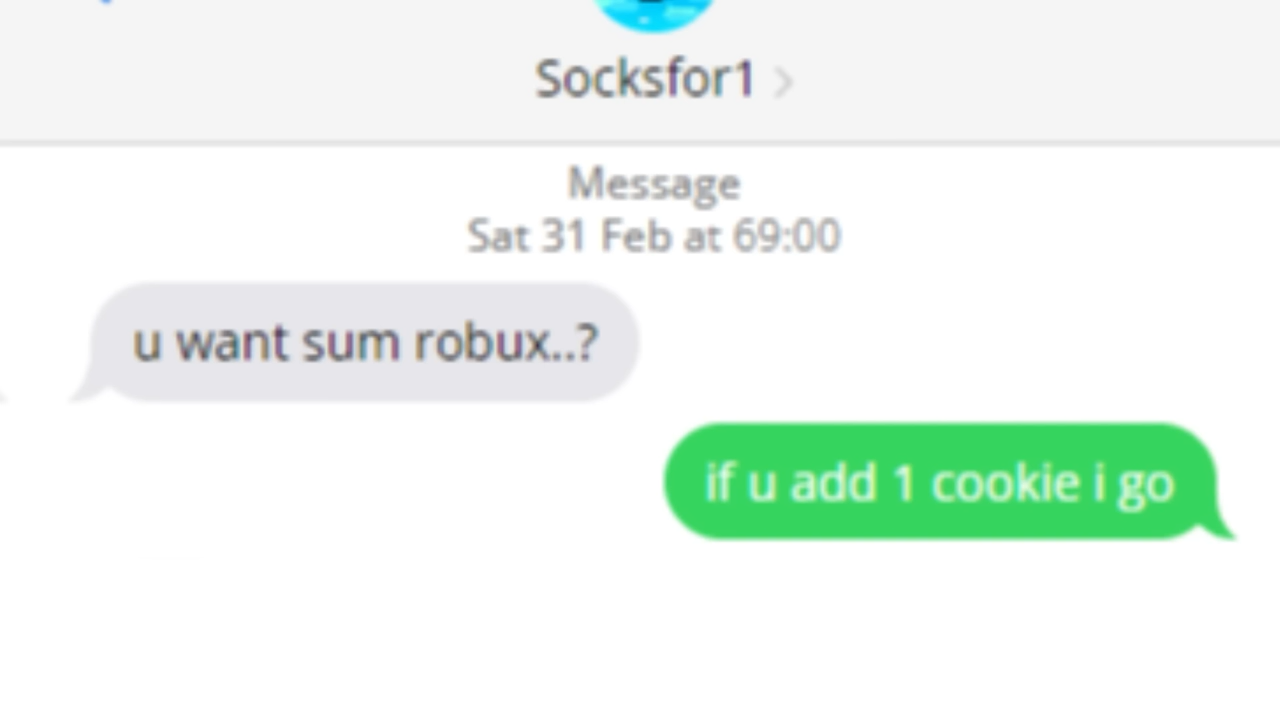 Socksfor1
Message
Sat 31 Feb at 69:00
u want sum robux..?
if u add 1 cookie i go